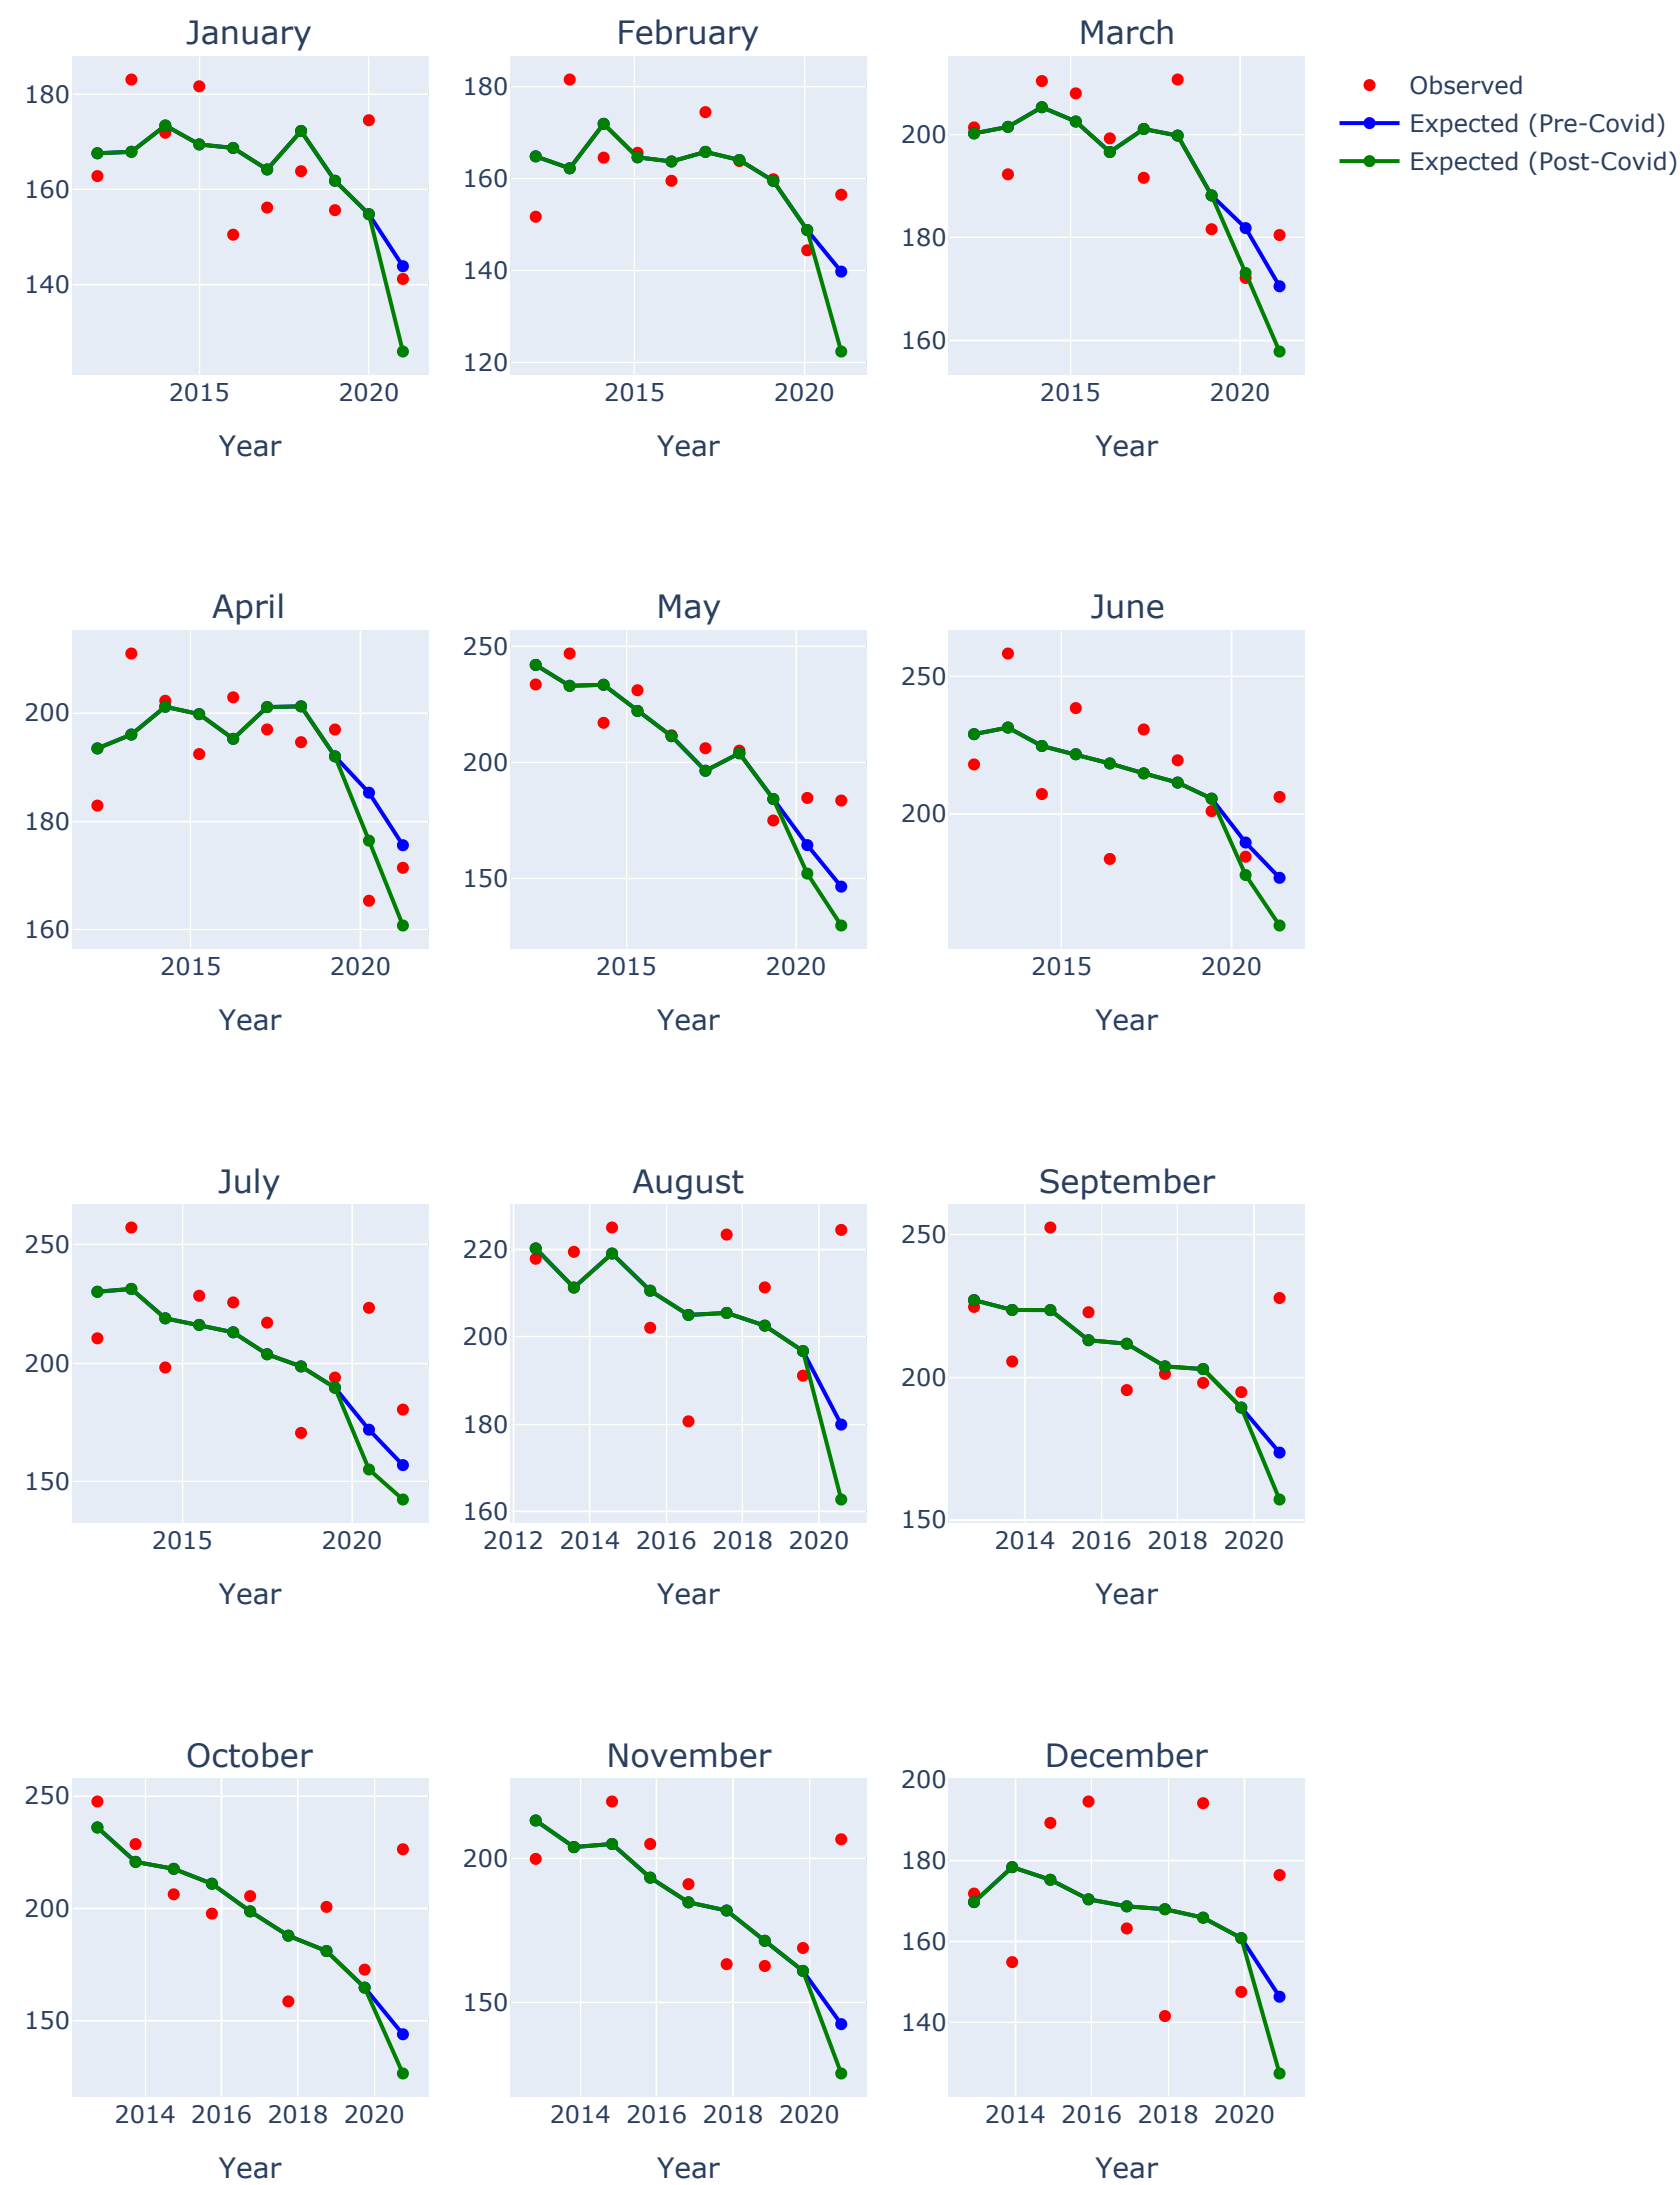 January
February
March
180
160
140
2015
2020
Year
180
160
140
120
2015
2020
Year
200
180
160
2015
2020
Year
Observed
Expected (Pre-Covid)
Expected (Post-Covid)
April
May
June
200
180
160
2015
2020
Year
250
200
150
2015
2020
Year
250
200
2015
2020
Year
July
August
September
250
200
150
2015
2020
Year
220
200
180
160
2012
2014
2016
2018
2020
Year
250
200
150
2014
2016
2018
2020
Year
October
November
December
250
200
150
2014
2016
2018
2020
Year
200
150
2014
2016
2018
2020
Year
200
180
160
140
2014
2016
2018
2020
Year